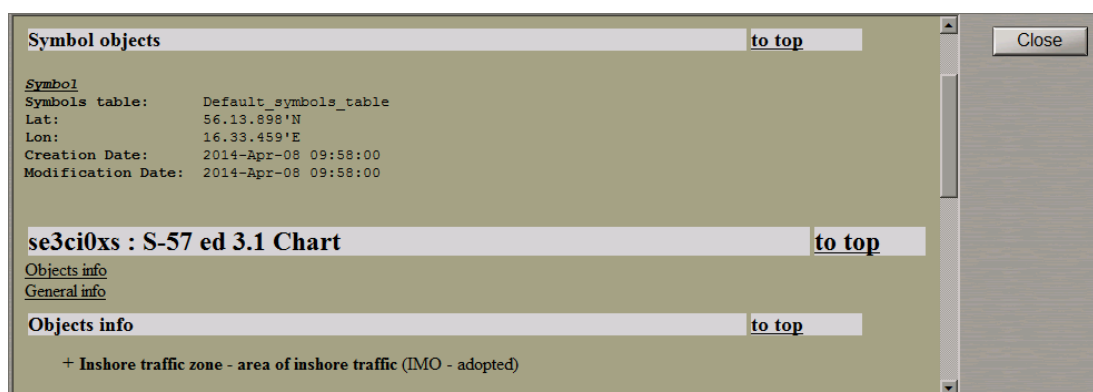 Symbol objects to top
Close
Symbol
Symbols table: Default_symbols_table
Lat: 56.13.898'N
Lon: 16.33.459'E
Creation Date: 2014-Apr-08 09:58:00
Modification Date: 2014-Apr-08 09:58:00
se3ci0xs : S-57 ed 3.1 Chart to top
Objects info
General info
Objects info to top
+ Inshore traffic zone - area of inshore traffic (IMO - adopted)